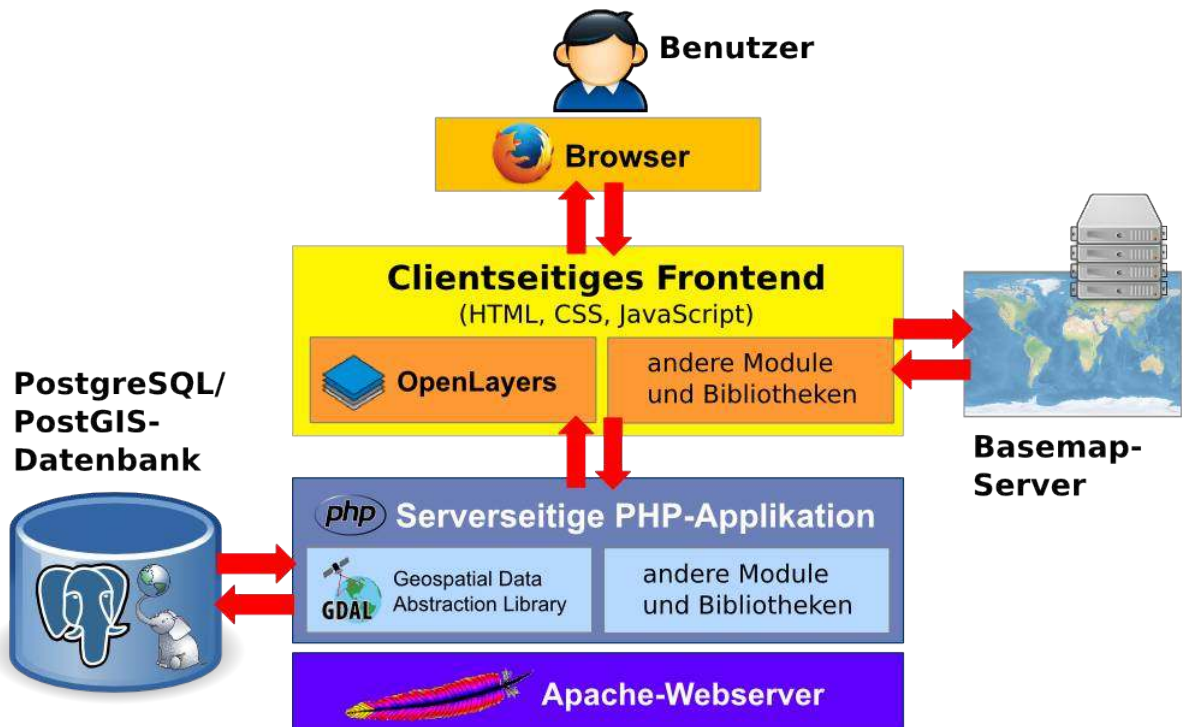 Benutzer
Browser
Clientseitiges Frontend
(HTML, CSS, JavaScript)
OpenLayers
andere Module
und Bibliotheken
PostgreSQL/
PostGIS-
Datenbank
Basemap-
Server
php
Serverseitige PHP-Applikation
GDAL
Geospatial Data
Abstraction Library
andere Module
und Bibliotheken
Apache-Webserver